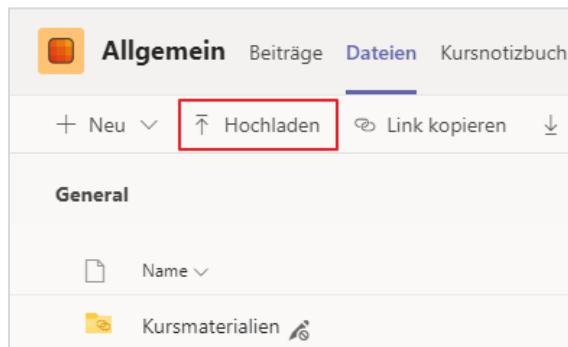 Allgemein Beiträge Dateien Kursnotizbuch
Neu Hochladen Link kopieren
General
Name
Kursmaterialien